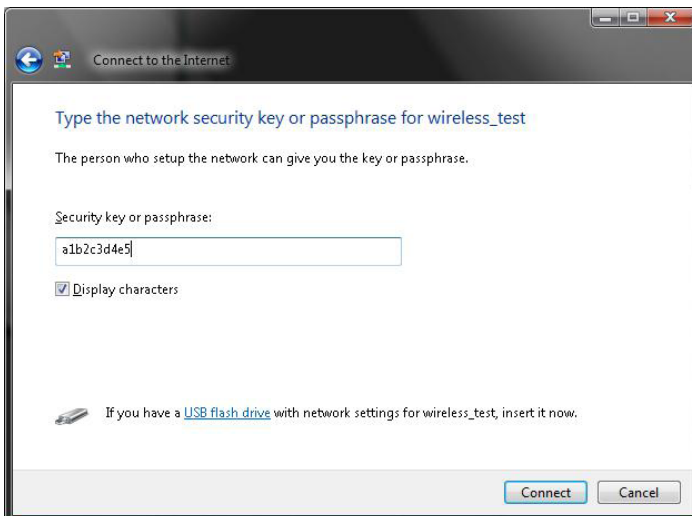 Connect to the Internet
Type the network security key or passphrase for wireless_test
The person who setup the network can give you the key or passphrase.
Security key or passphrase:
a1b2c3d4e5
Display characters
If you have a USB flash drive with network settings for wireless_test, insert it now.
Connect Cancel